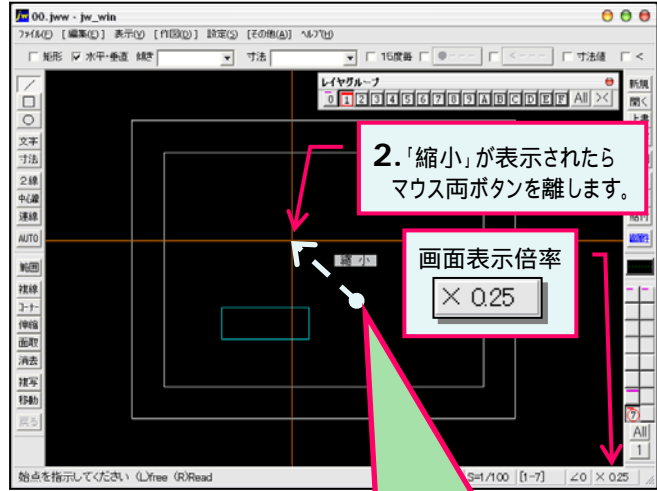 00. jww - jw_win
ファイル(F) [編集(E)] 表示(V) [作図(D)] 設定(S) [その他(A)] ヘルプ(H)
矩形 水平・垂直 傾き 寸法 15度毎 ●--- <--- 寸法値 <
レイヤグループ
0 1 2 3 4 5 6 7 8 9 A B C D E F All ×
新規
開く
上書
文字
寸法
2線
中心線
連線
AUTO
範囲
複線
コーナー
伸縮
面取
消去
複写
移動
戻る
2.「縮小」が表示されたら
マウス両ボタンを離します。
貼付
線属性
縮小
画面表示倍率
× 0.25
7
All
1
始点を指示してください (L)free (R)Read
S=1/100 [1-7] ∠0 × 0.25